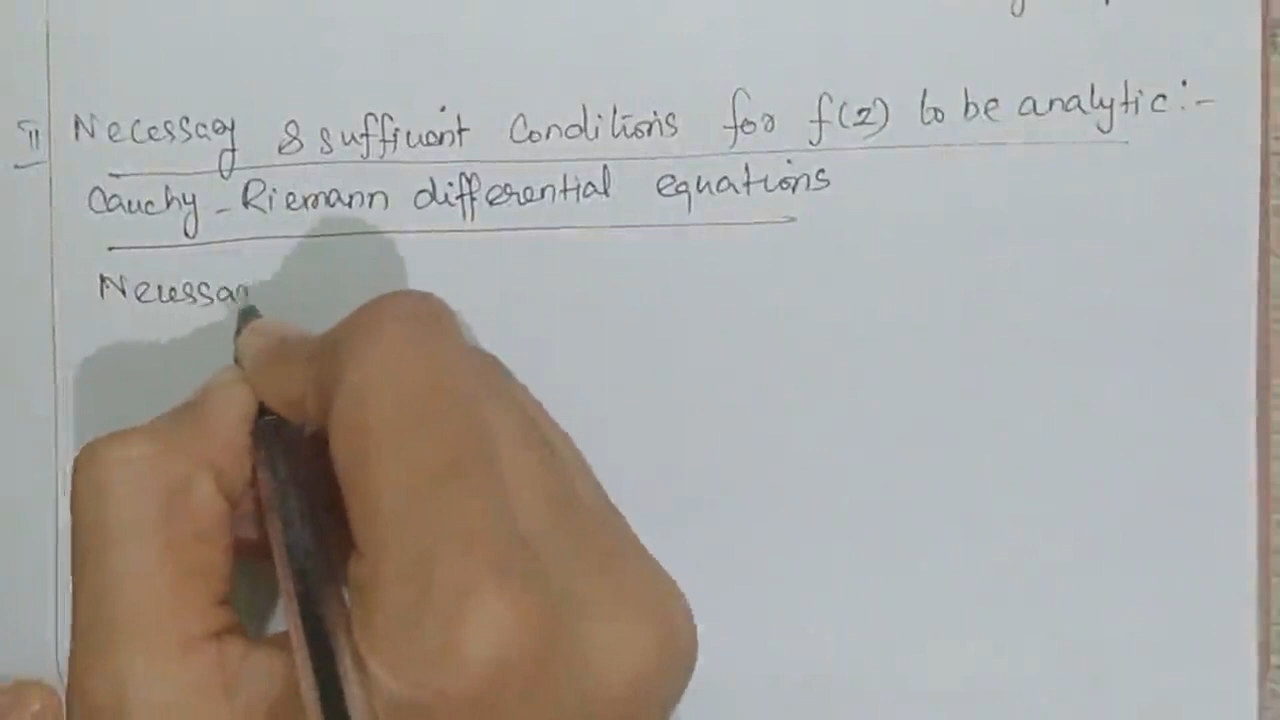 II Necessary & sufficient Conditions for f(z) to be analytic:-
Cauchy-Riemann differential equations
Necessar